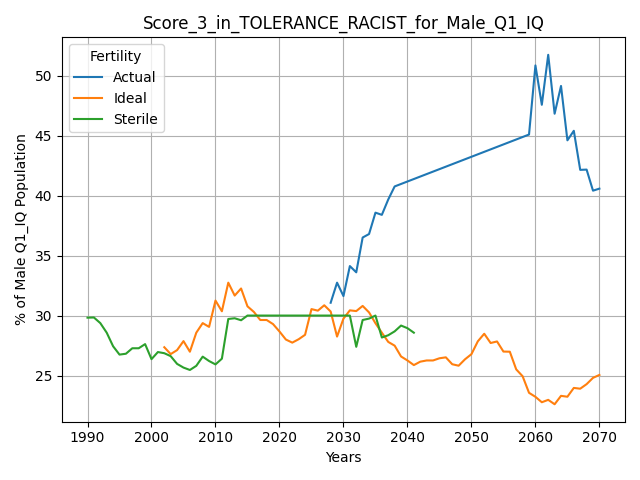 Score_3_in_TOLERANCE_RACIST_for_Male_Q1_IQ
Fertility
Actual
Ideal
Sterile
% of Male Q1_IQ Population
50
45
40
35
30
25
1990 2000 2010 2020 2030 2040 2050 2060 2070
Years